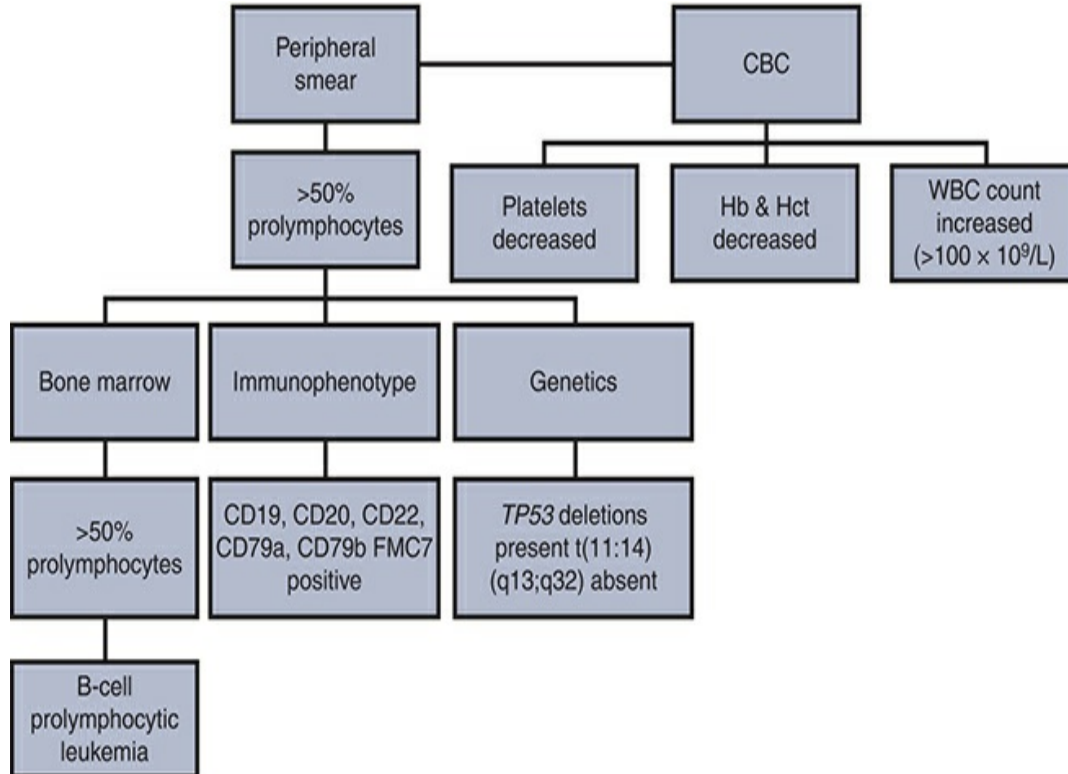 Peripheral
smear
CBC
>50%
prolymphocytes
Platelets
decreased
Hb & Hct
decreased
WBC count
increased
(>100 × 10⁹/L)
Bone marrow
Immunophenotype
Genetics
>50%
prolymphocytes
CD19, CD20, CD22,
CD79a, CD79b FMC7
positive
TP53 deletions
present t(11:14)
(q13;q32) absent
B-cell
prolymphocytic
leukemia